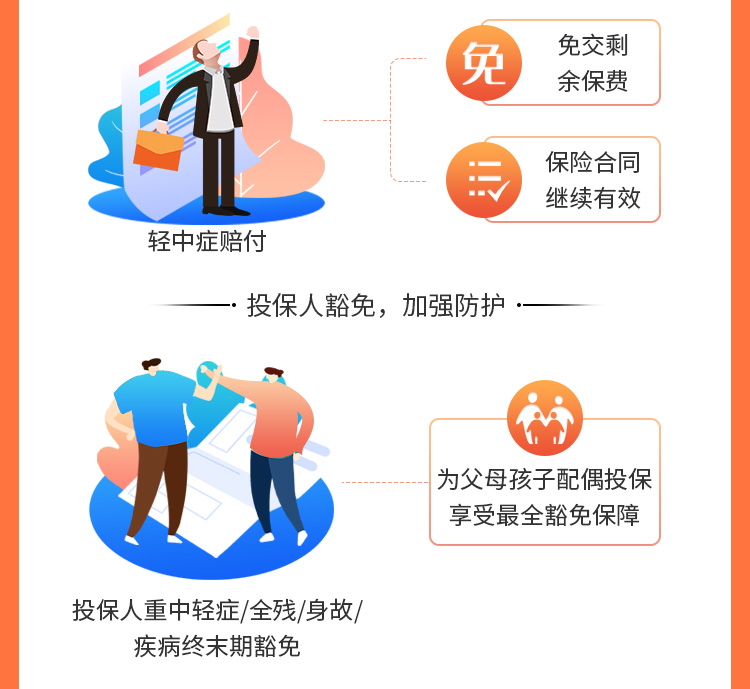 免
免交剩
余保费
保险合同
继续有效
轻中症赔付
投保人豁免，加强防护
为父母孩子配偶投保
享受最全豁免保障
投保人重中轻症/全残/身故/
疾病终末期豁免